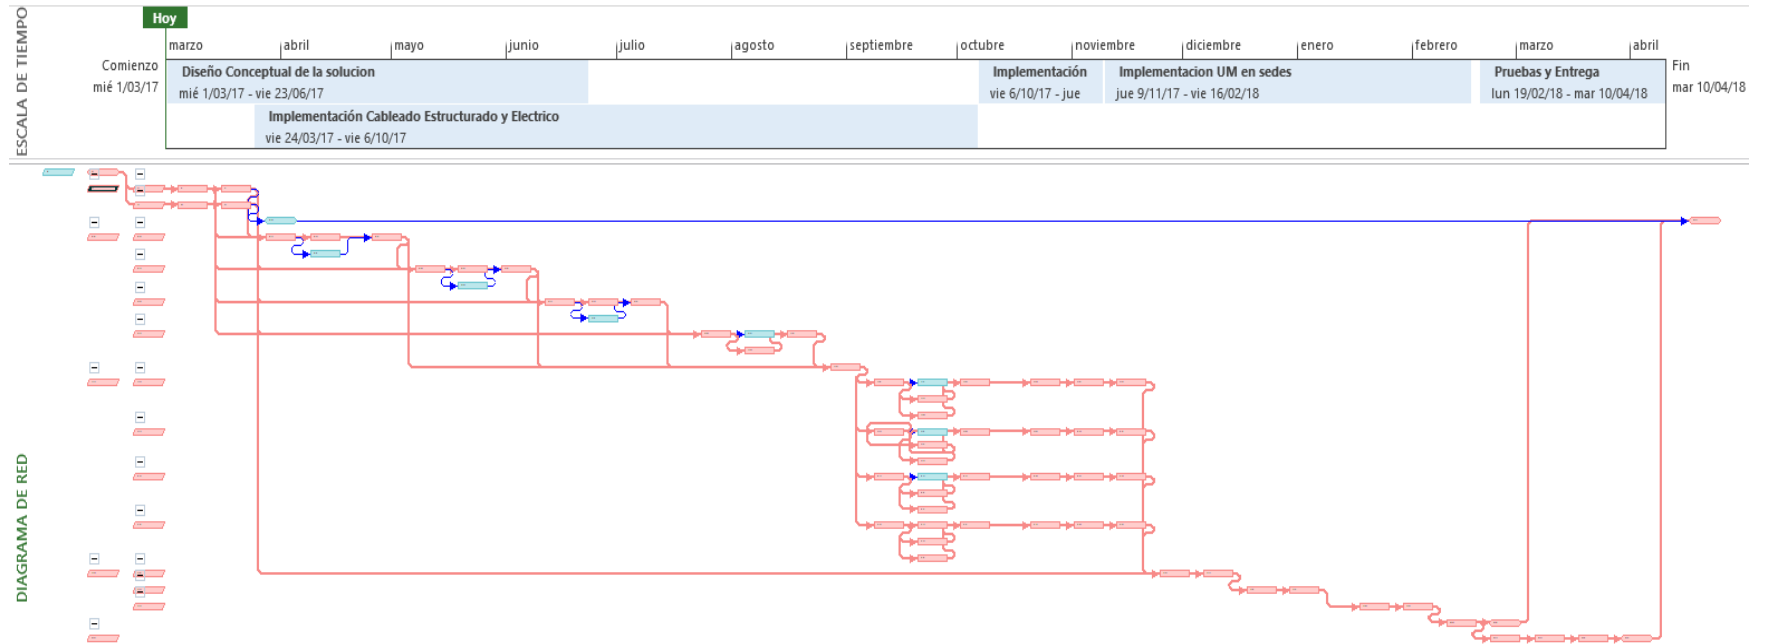 ESCALA DE TIEMPO
Hoy
marzo abril mayo junio julio agosto septiembre octubre noviembre diciembre enero febrero marzo abril
Comienzo
mié 1/03/17
Diseño Conceptual de la solucion
mié 1/03/17 - vie 23/06/17
Implementación
vie 6/10/17 - jue
Implementacion UM en sedes
jue 9/11/17 - vie 16/02/18
Pruebas y Entrega
lun 19/02/18 - mar 10/04/18
Fin
mar 10/04/18
Implementación Cableado Estructurado y Electrico
vie 24/03/17 - vie 6/10/17
DIAGRAMA DE RED